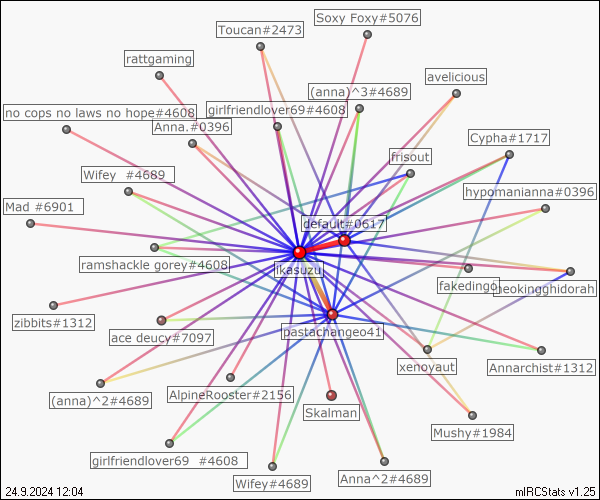 Soxy Foxy#5076
Toucan#2473
rattgaming
avelicious
(anna)^3#4689
no cops no laws no hope#4608
girlfriendlover69#4608
Anna.#0396
Cypha#1717
frisout
Wifey #4689
hypomanianna#0396
Mad #6901
default#0617
ramshackle gorey#4608
ikasuzu
fakedingo
heokingghidorah
zibbits#1312
ace deucy#7097
pastachangeo41
xenoyaut
Annarchist#1312
(anna)^2#4689
AlpineRooster#2156
Skalman
Mushy#1984
girlfriendlover69 #4608
Wifey#4689
Anna^2#4689
24.9.2024 12:04
mIRCStats v1.25